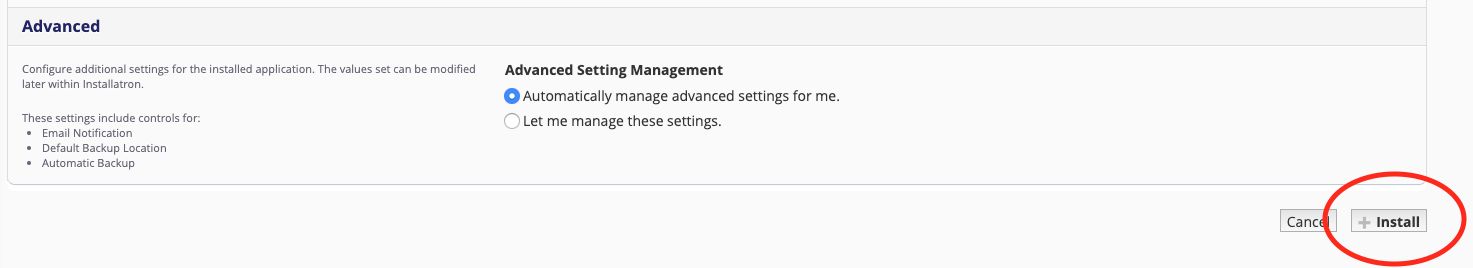 Advanced
Configure additional settings for the installed application. The values set can be modified
later within Installatron.
These settings include controls for:
Email Notification
Default Backup Location
Automatic Backup
Advanced Setting Management
Automatically manage advanced settings for me.
Let me manage these settings.
Cancel
Install